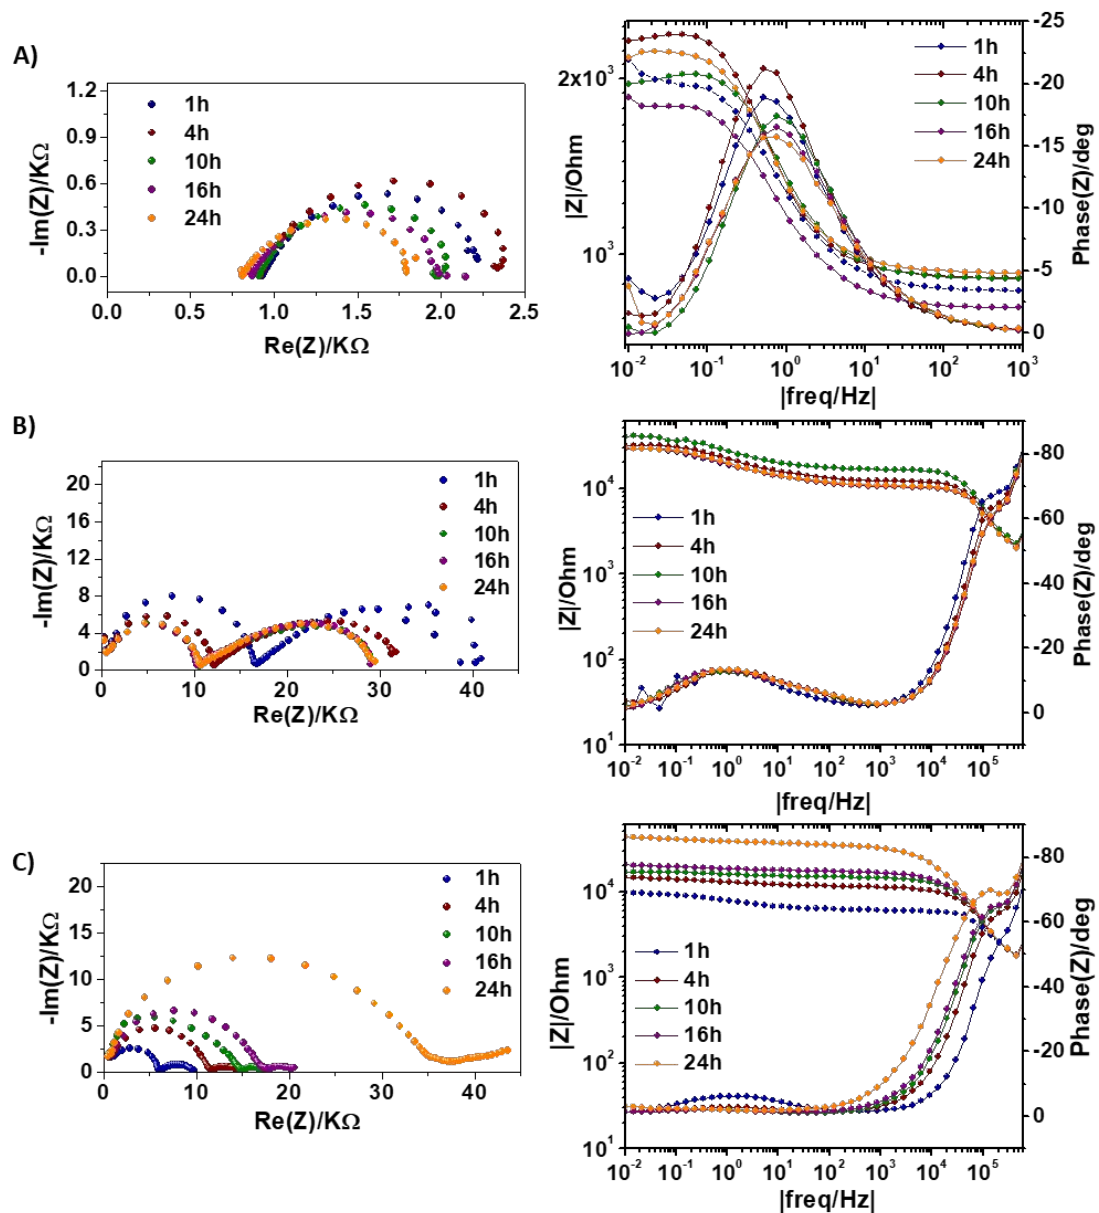 A)
-Im(Z)/KΩ
1.2
0.9
0.6
0.3
0.0
1h
4h
10h
16h
24h
0.0 0.5 1.0 1.5 2.0 2.5
Re(Z)/KΩ
|Z|/Ohm
2x10³
10³
1h
4h
10h
16h
24h
-25
-20
-15
-10
-5
0
Phase(Z)/deg
10⁻² 10⁻¹ 10⁰ 10¹ 10² 10³
|freq/Hz|
B)
-Im(Z)/KΩ
20
16
12
8
4
0
1h
4h
10h
16h
24h
0 10 20 30 40
Re(Z)/KΩ
|Z|/Ohm
10⁴
10³
10²
10¹
1h
4h
10h
16h
24h
-80
-60
-40
-20
0
Phase(Z)/deg
10⁻² 10⁻¹ 10⁰ 10¹ 10² 10³ 10⁴ 10⁵
|freq/Hz|
C)
-Im(Z)/KΩ
20
15
10
5
0
1h
4h
10h
16h
24h
0 10 20 30 40
Re(Z)/KΩ
|Z|/Ohm
10⁴
10³
10²
10¹
1h
4h
10h
16h
24h
-80
-60
-40
-20
0
Phase(Z)/deg
10⁻² 10⁻¹ 10⁰ 10¹ 10² 10³ 10⁴ 10⁵
|freq/Hz|